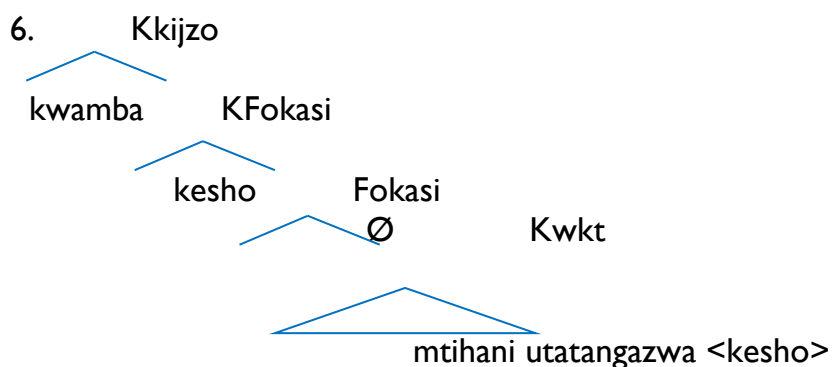 6. Kkijzo
kwamba KFokasi
kesho Fokasi
Ø Kwkt
mtihani utatangazwa <kesho>